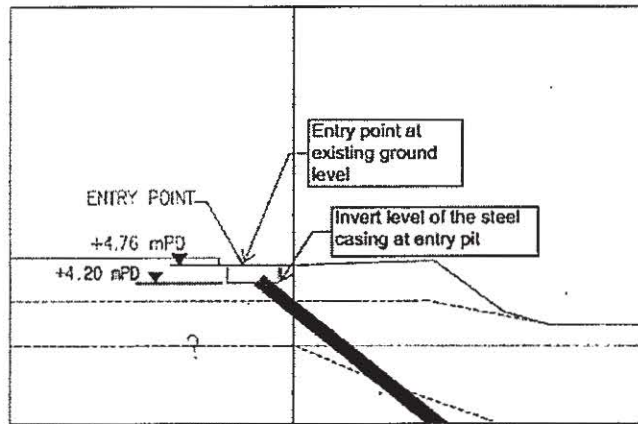 Entry point at
existing ground
level
ENTRY POINT
Invert level of the steel
casing at entry pit
+4.76 mPD
+4.20 mPD
?